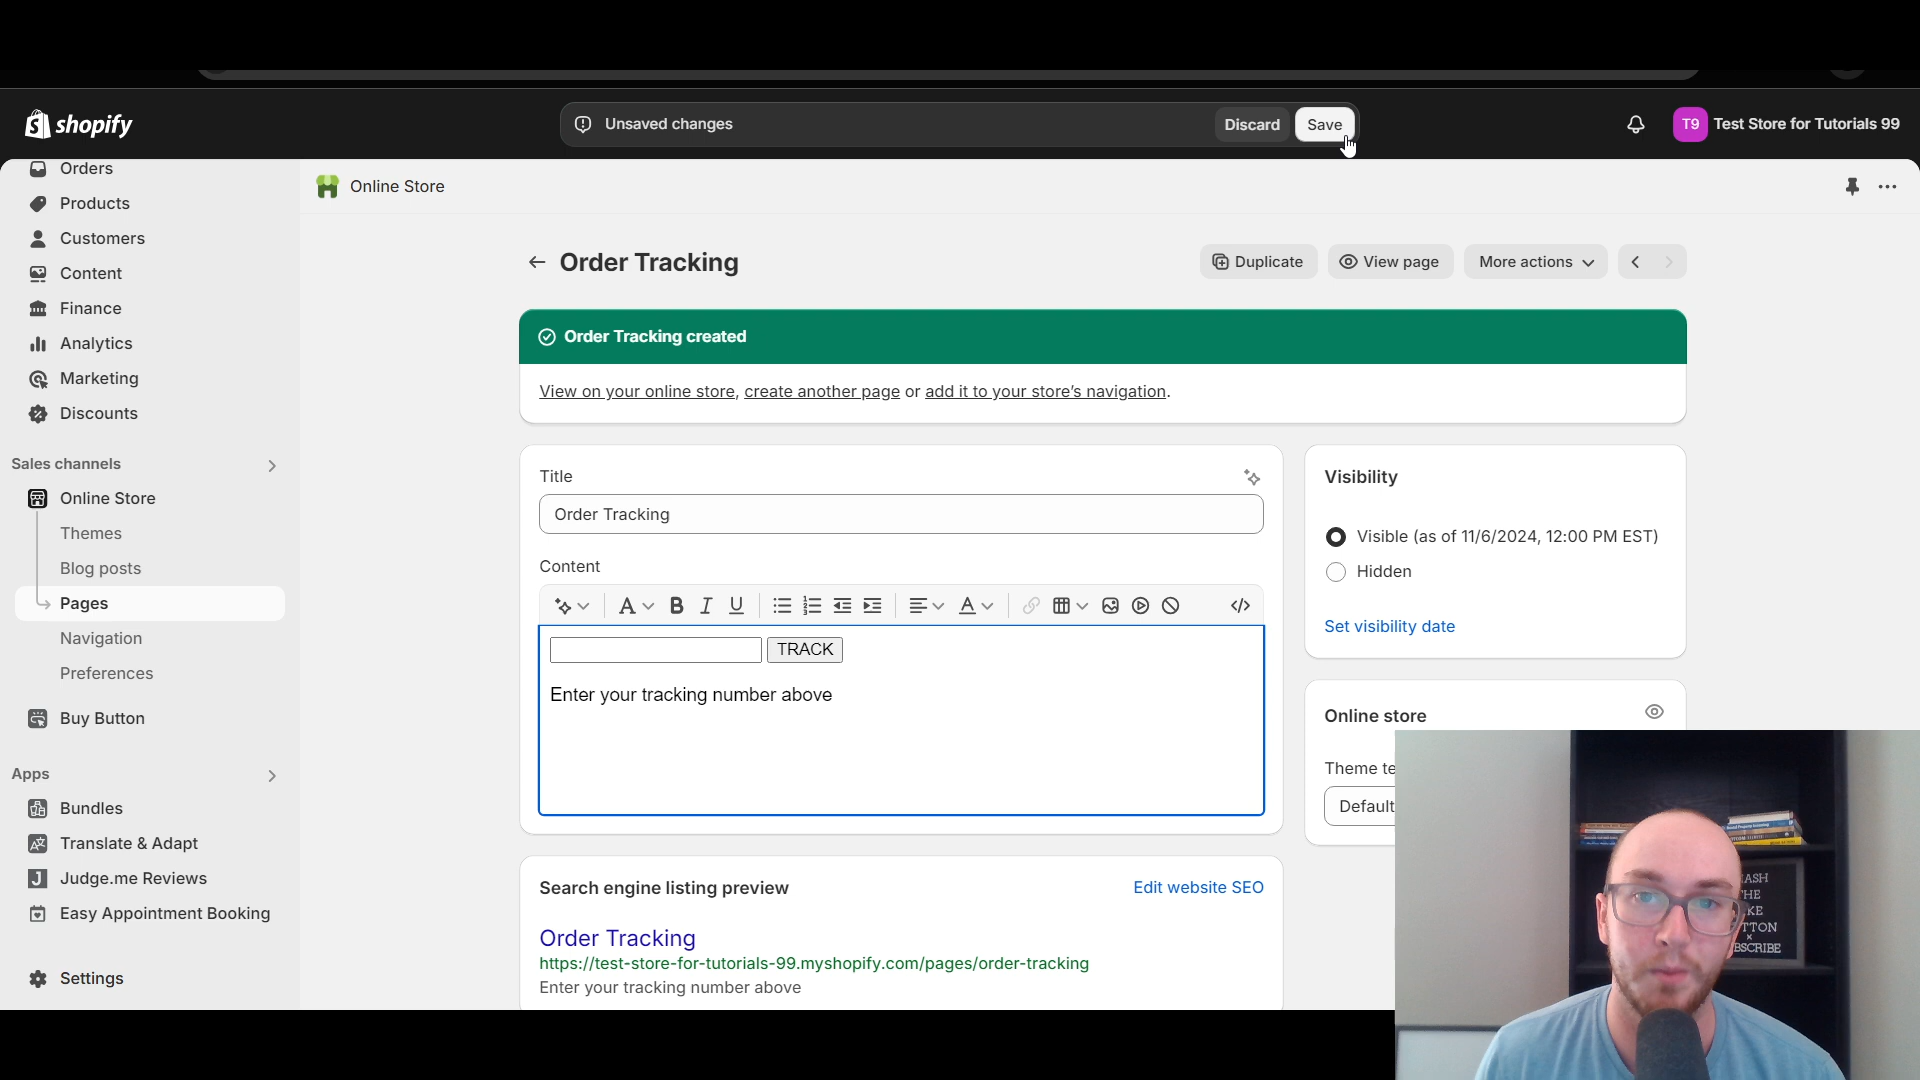 shopify
Unsaved changes
Discard
Save
T9
Test Store for Tutorials 99
Orders
Products
Customers
Content
Finance
Analytics
Marketing
Discounts
Sales channels
Online Store
Themes
Blog posts
Pages
Navigation
Preferences
Buy Button
Apps
Bundles
Translate & Adapt
Judge.me Reviews
Easy Appointment Booking
Settings
Online Store
Order Tracking
Duplicate
View page
More actions
Order Tracking created
View on your online store, create another page or add it to your store's navigation.
Title
Order Tracking
Content
TRACK
Enter your tracking number above
Search engine listing preview
Edit website SEO
Order Tracking
https://test-store-for-tutorials-99.myshopify.com/pages/order-tracking
Enter your tracking number above
Visibility
Visible (as of 11/6/2024, 12:00 PM EST)
Hidden
Set visibility date
Online store
Theme te
Default
ASH
HE
KE
TTON
×
BSCRIBE